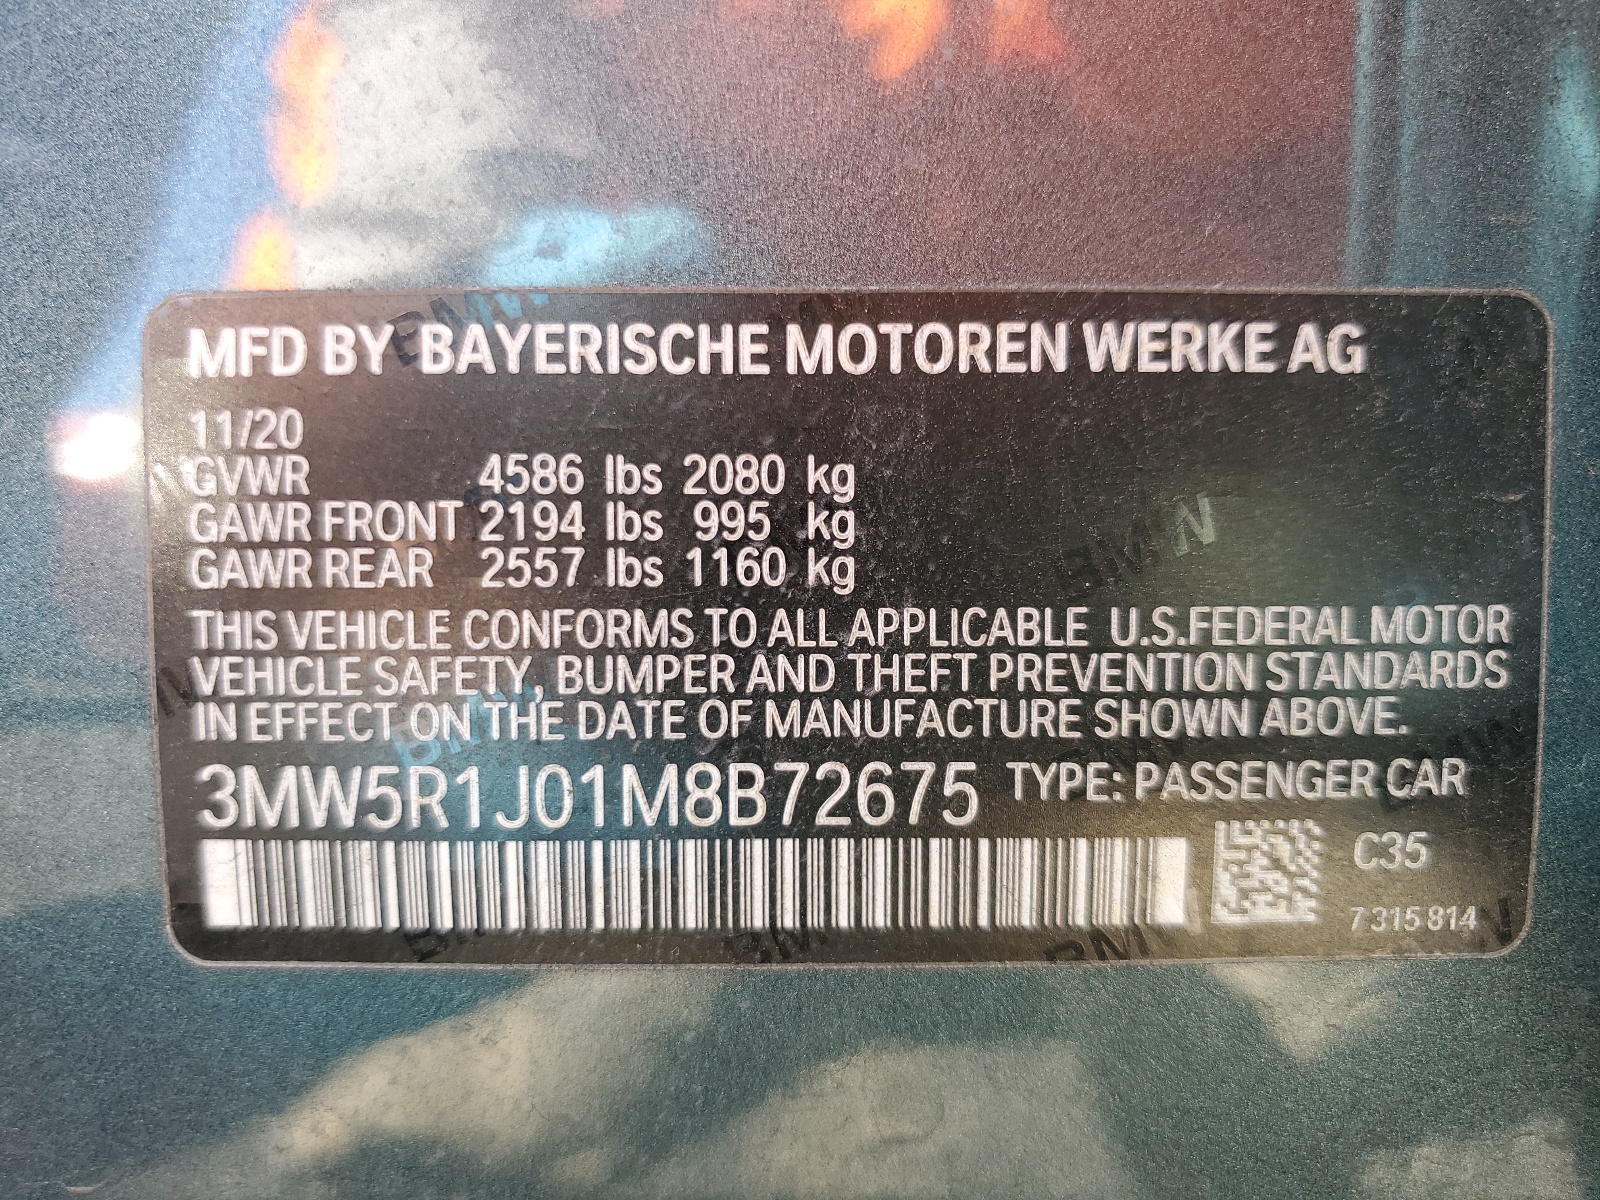 MFD BY BAYERISCHE MOTOREN WERKE AG
11/20
GVWR 4586 lbs 2080 kg
GAWR FRONT 2194 lbs 995 kg
GAWR REAR 2557 lbs 1160 kg
THIS VEHICLE CONFORMS TO ALL APPLICABLE U.S.FEDERAL MOTOR
VEHICLE SAFETY, BUMPER AND THEFT PREVENTION STANDARDS
IN EFFECT ON THE DATE OF MANUFACTURE SHOWN ABOVE.
3MW5R1J01M8B72675 TYPE: PASSENGER CAR
C35
7 315 814